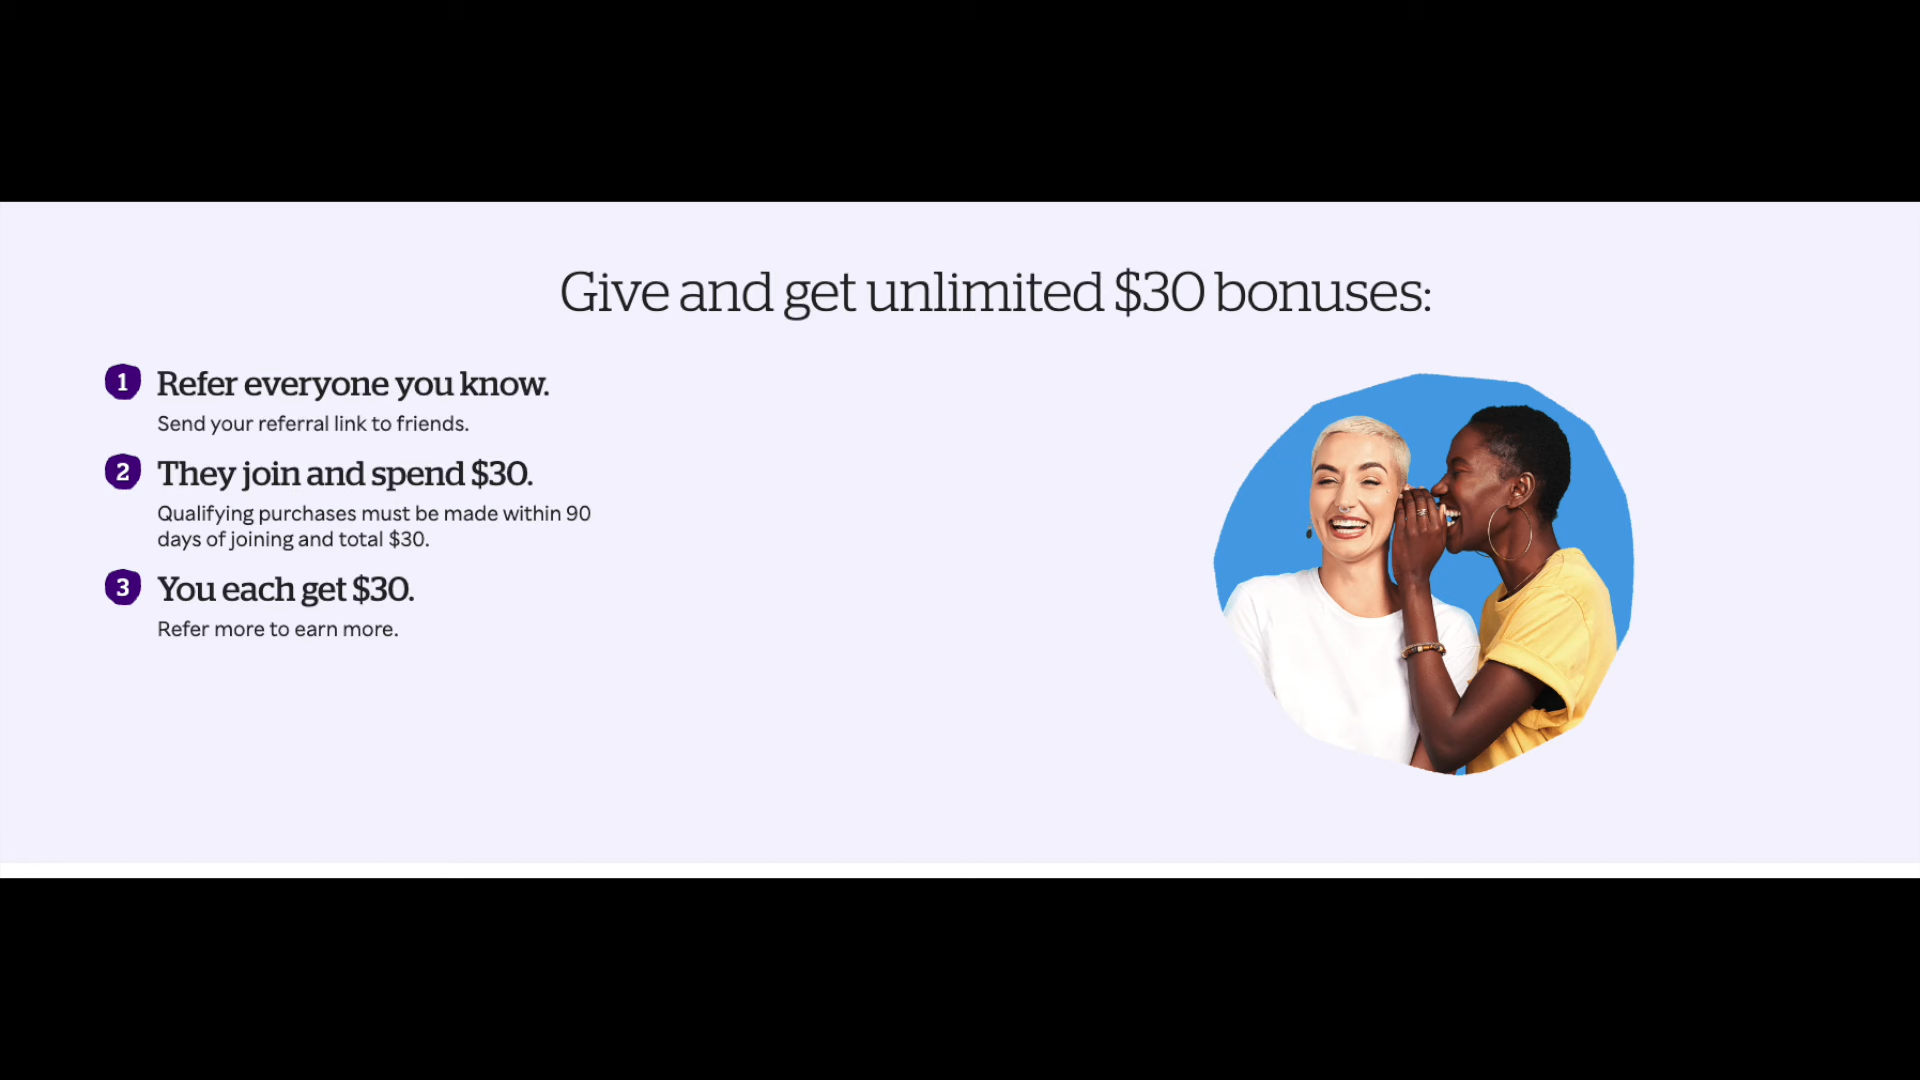 Give and get unlimited $30 bonuses:
1 Refer everyone you know.
Send your referral link to friends.
2 They join and spend $30.
Qualifying purchases must be made within 90
days of joining and total $30.
3 You each get $30.
Refer more to earn more.